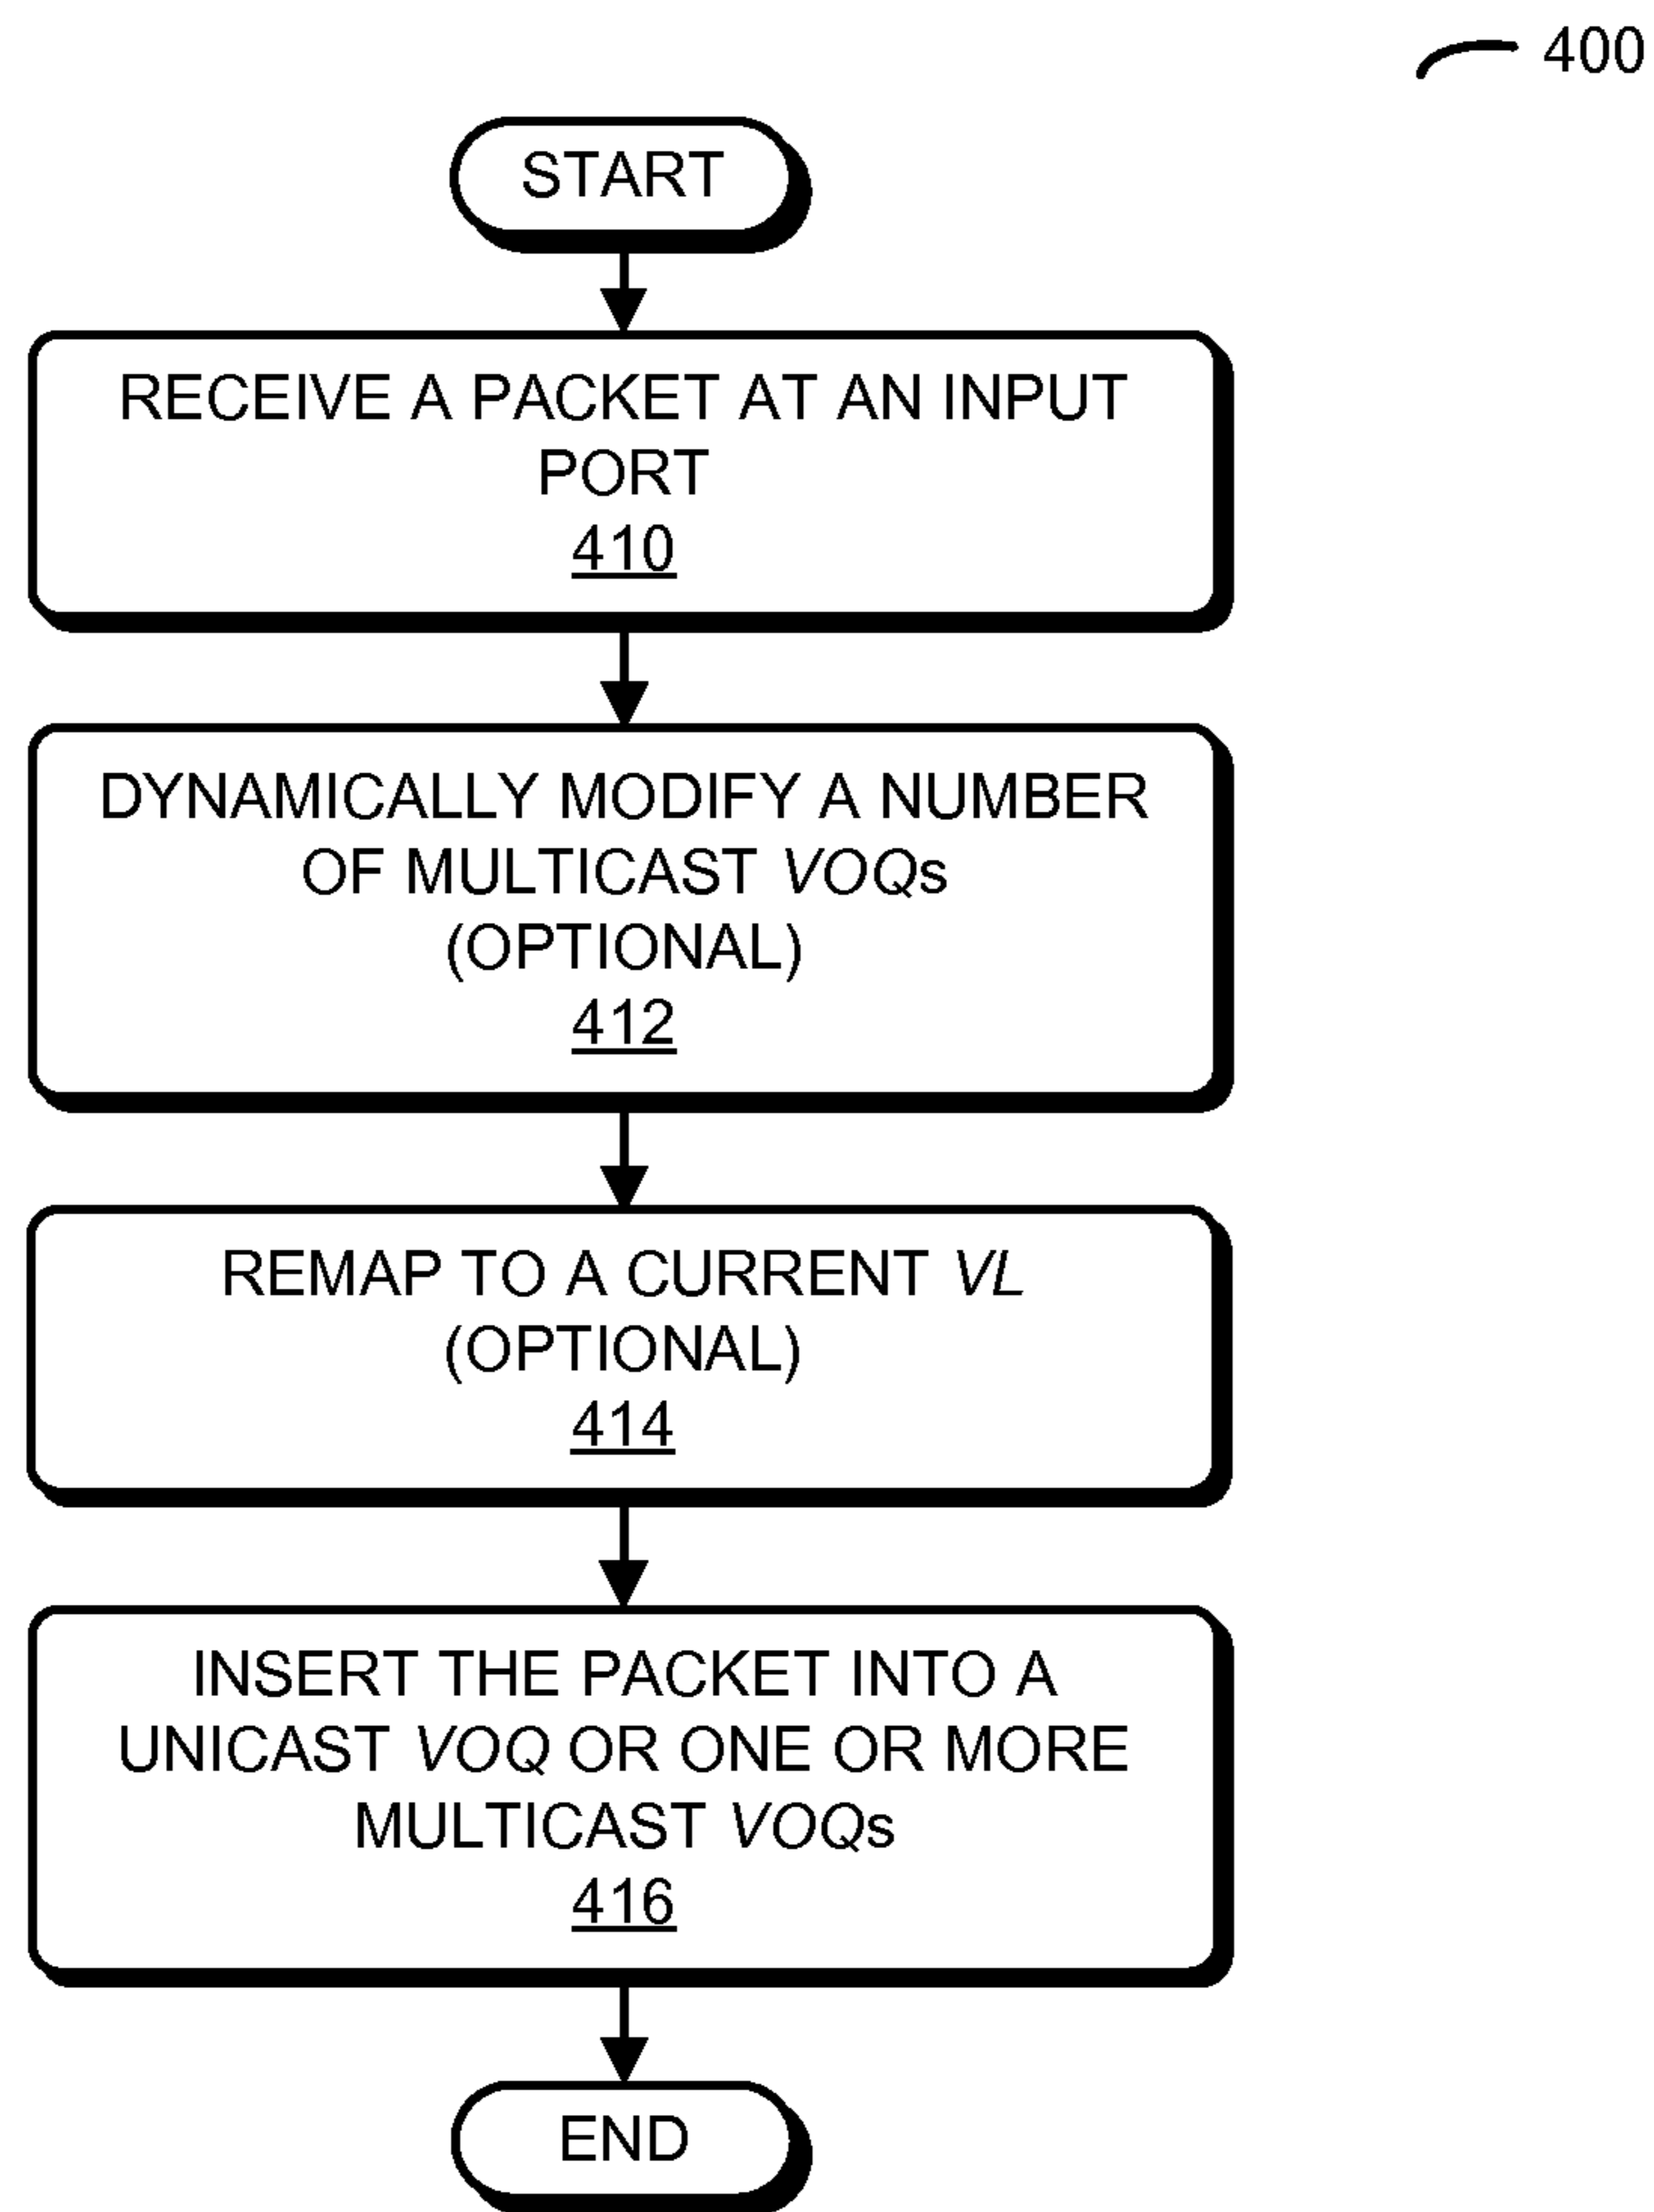 400
START
RECEIVE A PACKET AT AN INPUT
PORT
410
DYNAMICALLY MODIFY A NUMBER
OF MULTICAST VOQs
(OPTIONAL)
412
REMAP TO A CURRENT VL
(OPTIONAL)
414
INSERT THE PACKET INTO A
UNICAST VOQ OR ONE OR MORE
MULTICAST VOQs
416
END